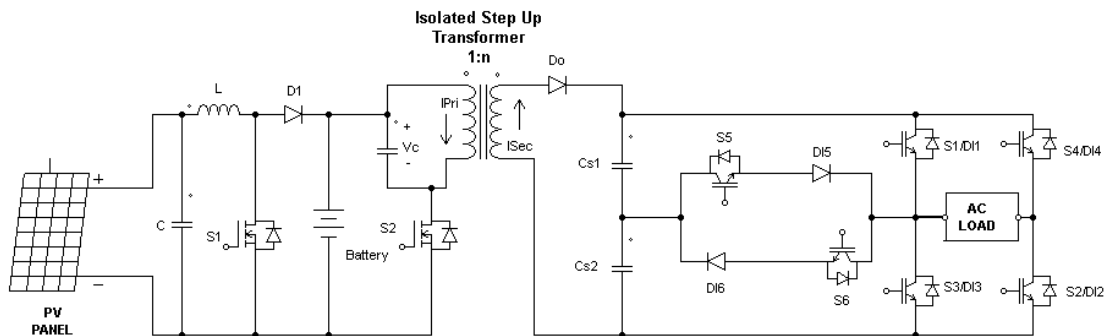 Isolated Step Up
Transformer
1:n
L
D1
Do
IPri
ISec
+
Vc
-
S5
DI5
S1/DI1
S4/DI4
Cs1
+
C
S1
S2
Battery
AC
LOAD
Cs2
DI6
S6
S3/DI3
S2/DI2
−
PV
PANEL